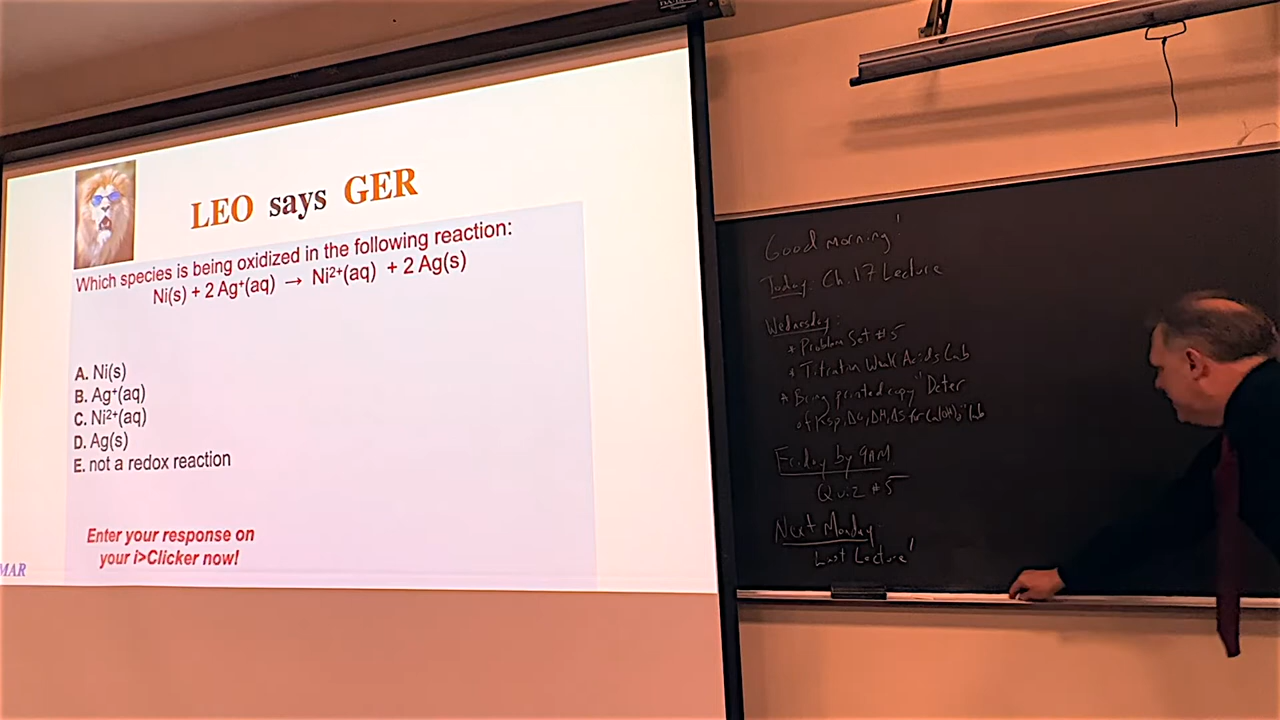 LEO says GER
Which species is being oxidized in the following reaction:
Ni(s) + 2 Ag⁺(aq) → Ni²⁺(aq) + 2 Ag(s)
A. Ni(s)
B. Ag⁺(aq)
C. Ni²⁺(aq)
D. Ag(s)
E. not a redox reaction
Enter your response on
your i>Clicker now!
MAR
Good morning!
Today: Ch. 17 Lecture
Wednesday:
* Problem Set #5
* Titration Weak Acids Lab
* Bring printed copy "Deter
of Ksp, ΔG, ΔH, ΔS for Ca(OH)₂" Lab
Friday by 9AM
Quiz #5
Next Monday:
Last Lecture!